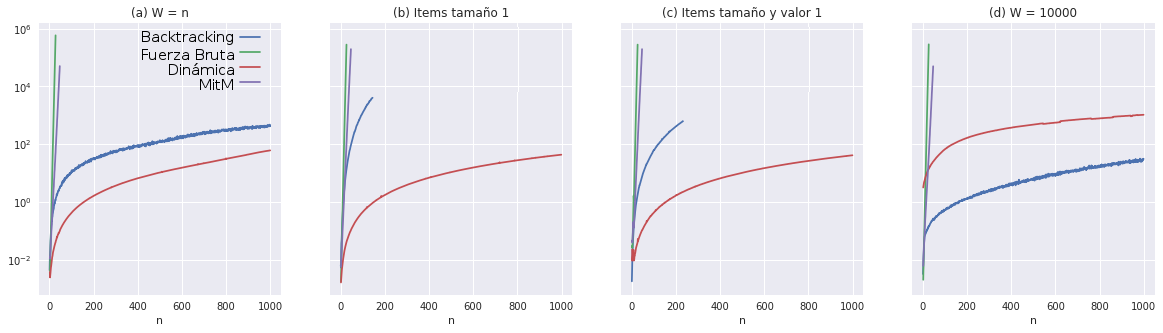 (a) W = n
(b) Items tamaño 1
(c) Items tamaño y valor 1
(d) W = 10000
Backtracking
Fuerza Bruta
Dinámica
MitM
10^6
10^4
10^2
10^0
10^-2
0 200 400 600 800 1000
0 200 400 600 800 1000
0 200 400 600 800 1000
0 200 400 600 800 1000
n
n
n
n